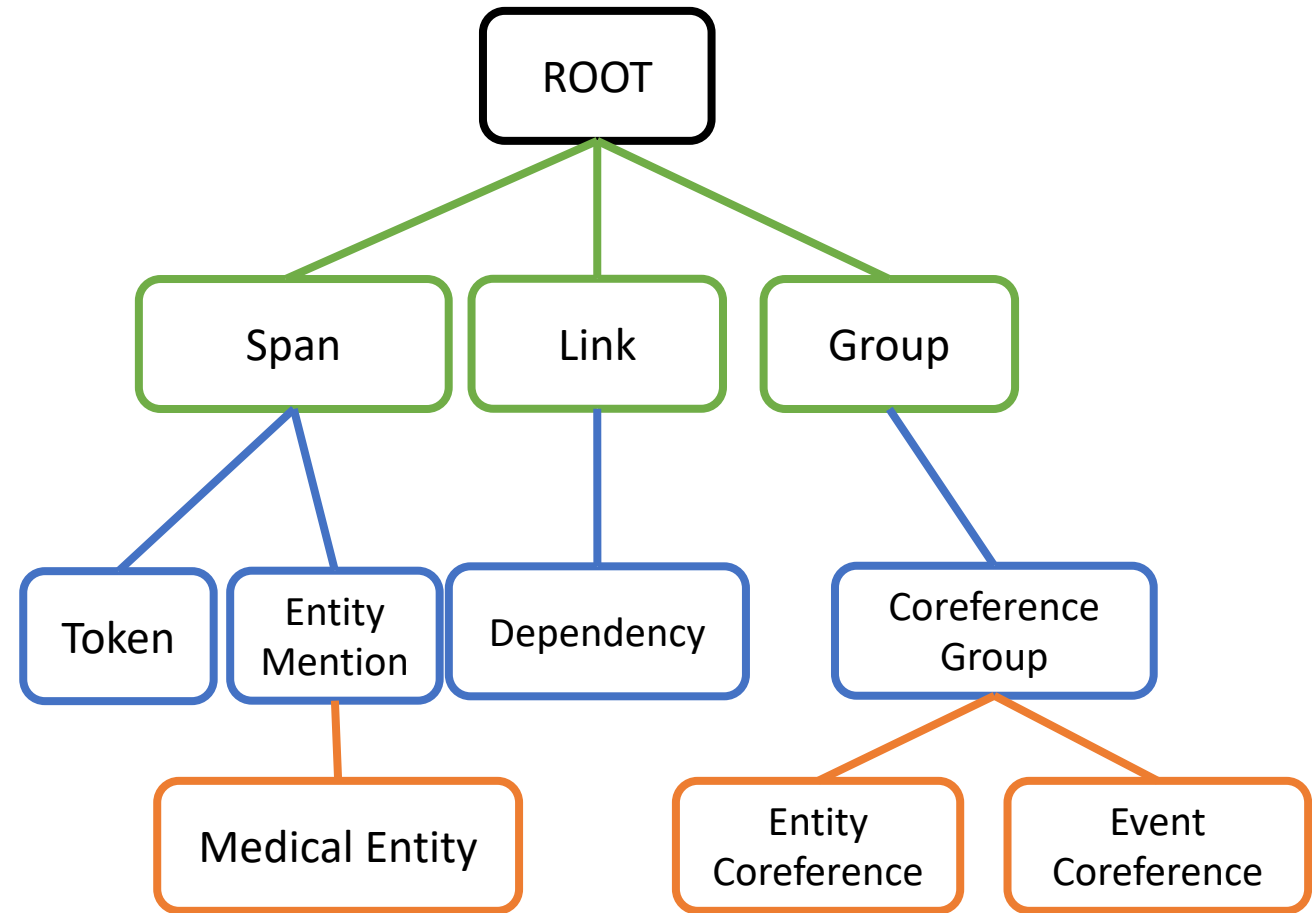 ROOT
Span
Link
Group
Token
Entity
Mention
Dependency
Coreference
Group
Medical Entity
Entity
Coreference
Event
Coreference